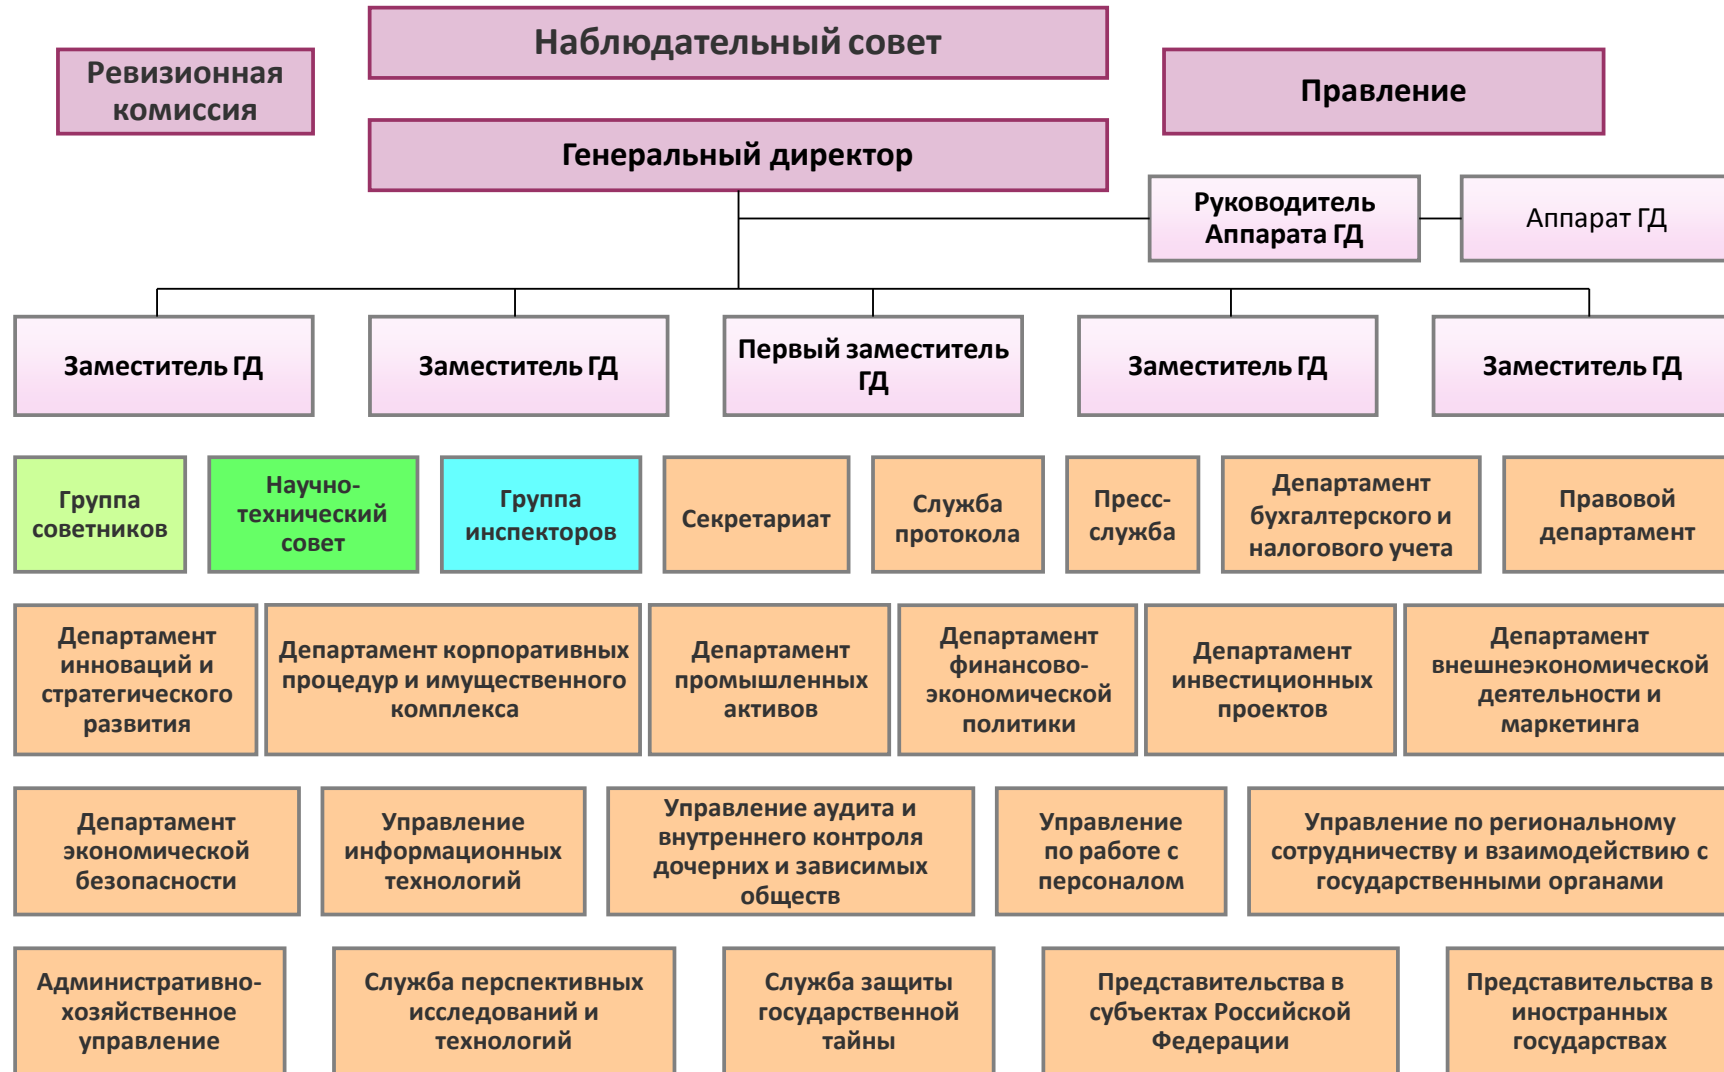 Наблюдательный совет
Ревизионная
комиссия
Правление
Генеральный директор
Руководитель
Аппарата ГД
Аппарат ГД
Заместитель ГД
Заместитель ГД
Первый заместитель
ГД
Заместитель ГД
Заместитель ГД
Группа
советников
Научно-
технический
совет
Группа
инспекторов
Секретариат
Служба
протокола
Пресс-
служба
Департамент
бухгалтерского и
налогового учета
Правовой
департамент
Департамент
инноваций и
стратегического
развития
Департамент корпоративных
процедур и имущественного
комплекса
Департамент
промышленных
активов
Департамент
финансово-
экономической
политики
Департамент
инвестиционных
проектов
Департамент
внешнеэкономической
деятельности и
маркетинга
Департамент
экономической
безопасности
Управление
информационных
технологий
Управление аудита и
внутреннего контроля
дочерних и зависимых
обществ
Управление
по работе с
персоналом
Управление по региональному
сотрудничеству и взаимодействию с
государственными органами
Административно-
хозяйственное
управление
Служба перспективных
исследований и
технологий
Служба защиты
государственной
тайны
Представительства в
субъектах Российской
Федерации
Представительства в
иностранных
государствах